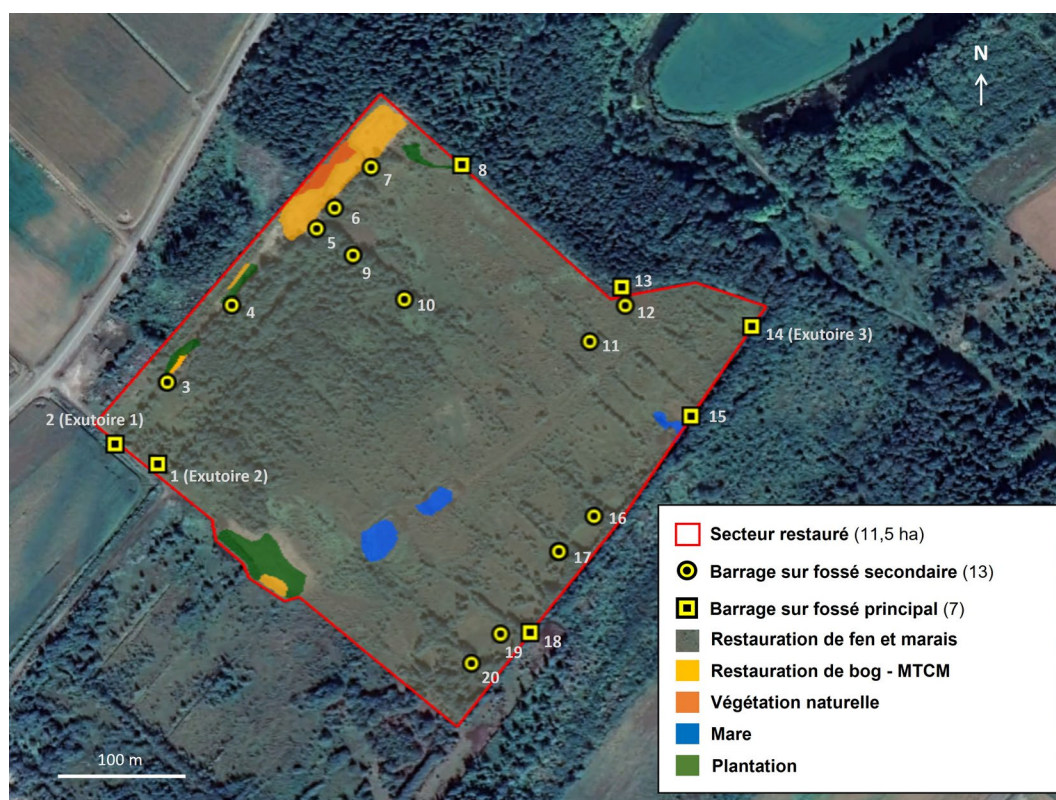 N
7
8
6
5
9
13
4
10
12
11
14 (Exutoire 3)
3
2 (Exutoire 1)
15
1 (Exutoire 2)
16
17
18
19
20
100 m
Secteur restauré (11,5 ha)
Barrage sur fossé secondaire (13)
Barrage sur fossé principal (7)
Restauration de fen et marais
Restauration de bog - MTCM
Végétation naturelle
Mare
Plantation